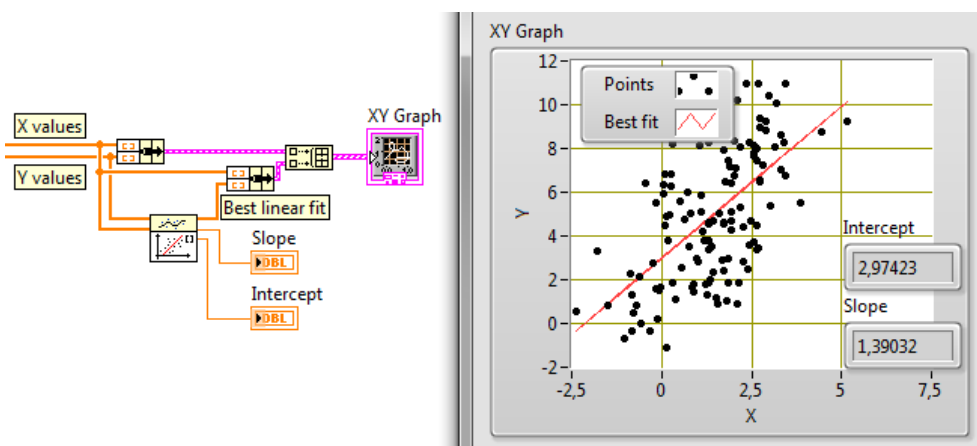 X values
Y values
XY Graph
Best linear fit
Slope
DBL
Intercept
DBL
XY Graph
Points
Best fit
12
10
8
6
4
2
0
-2
Y
-2,5
0
2,5
5
7,5
X
Intercept
2,97423
Slope
1,39032